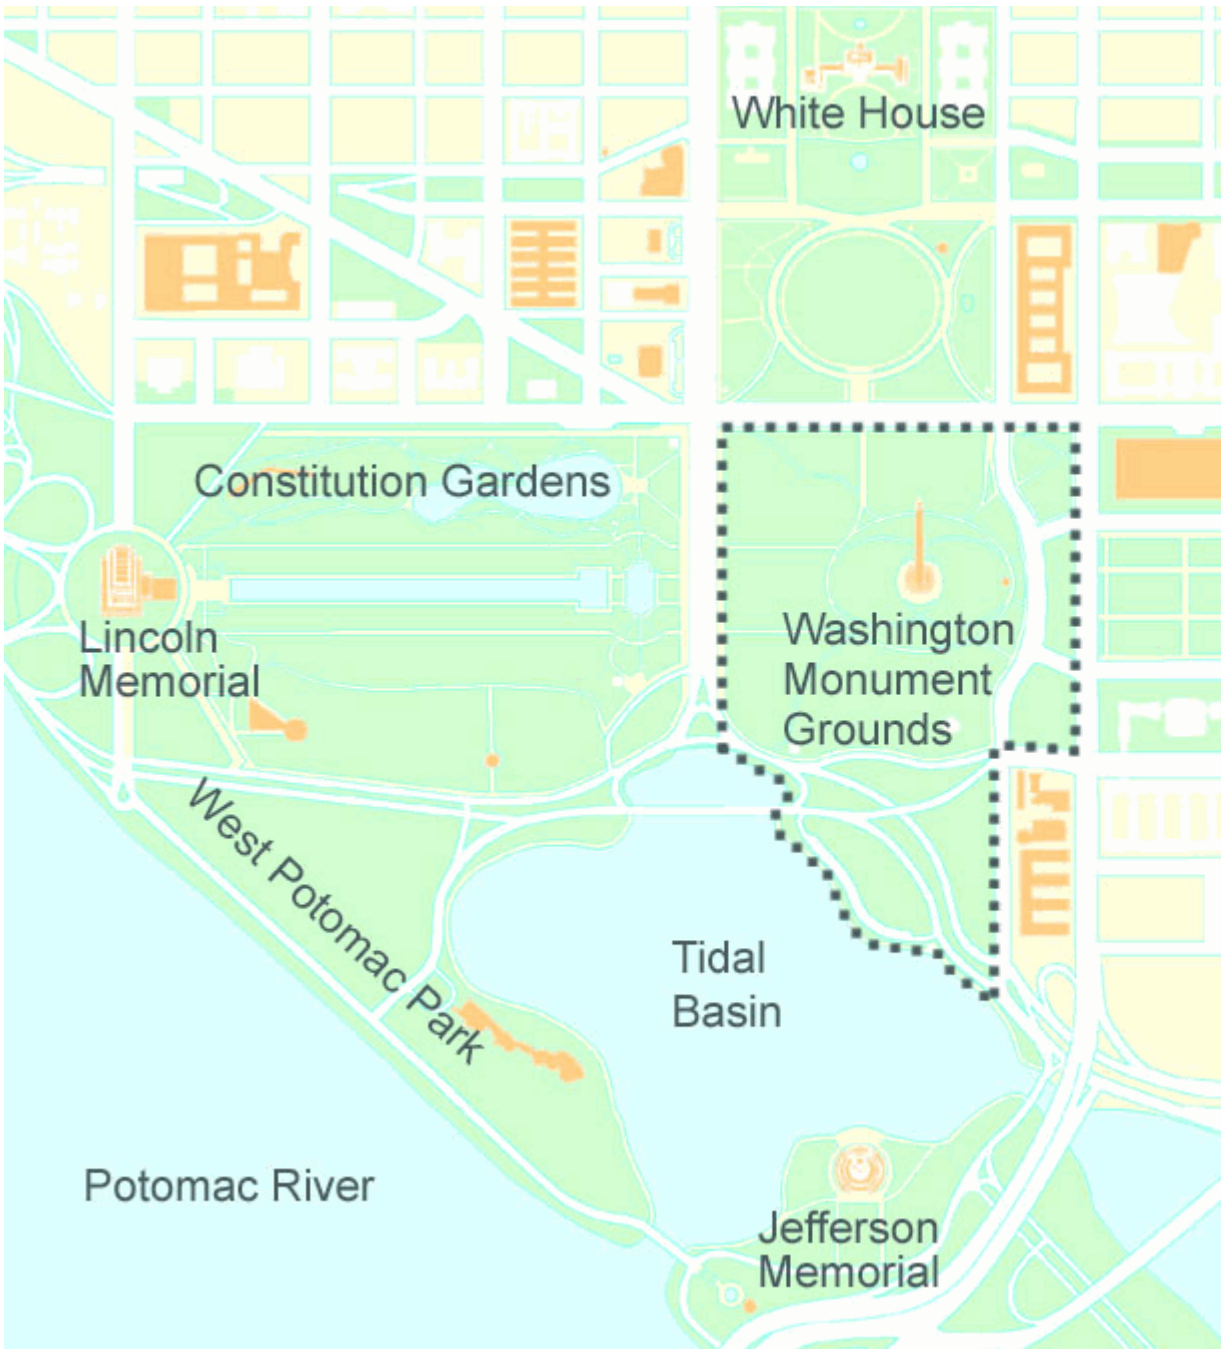 White House
Constitution Gardens
Lincoln
Memorial
Washington
Monument
Grounds
West Potomac Park
Tidal
Basin
Potomac River
Jefferson
Memorial